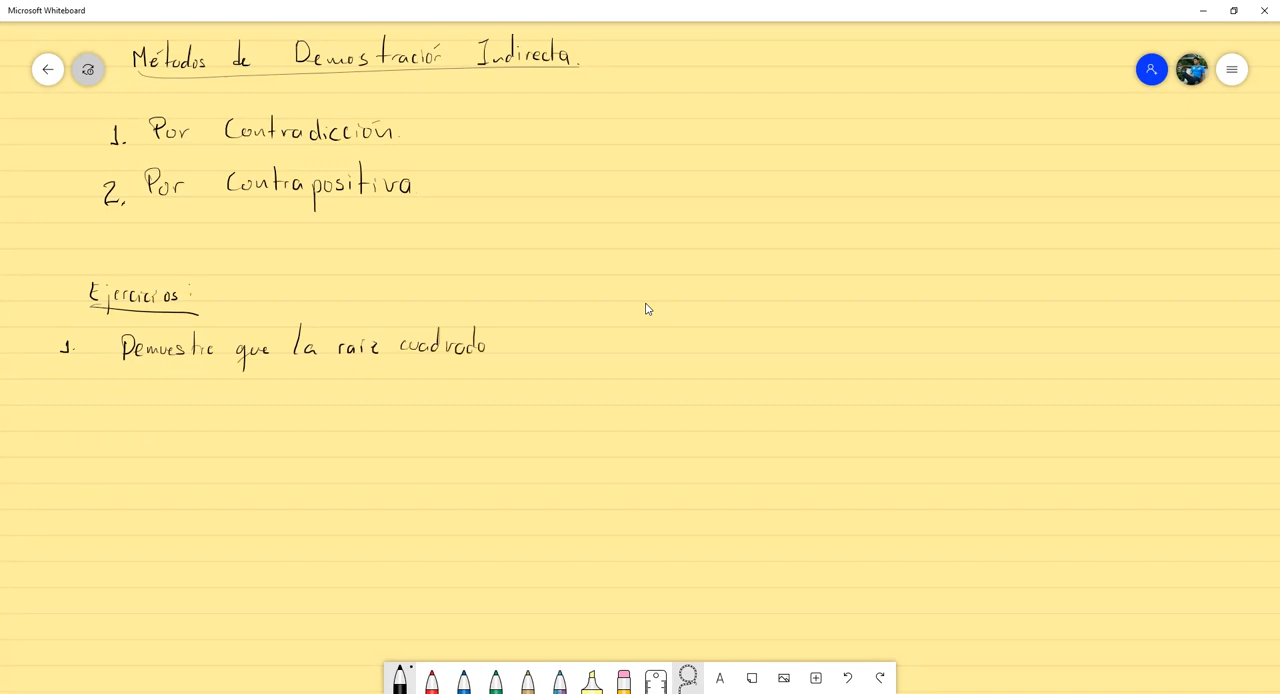 Microsoft Whiteboard
Métodos de Demostración Indirecta.
1. Por Contradicción.
2. Por Contrapositiva
Ejercicios:
1. Demuestre que la raíz cuadrada
A